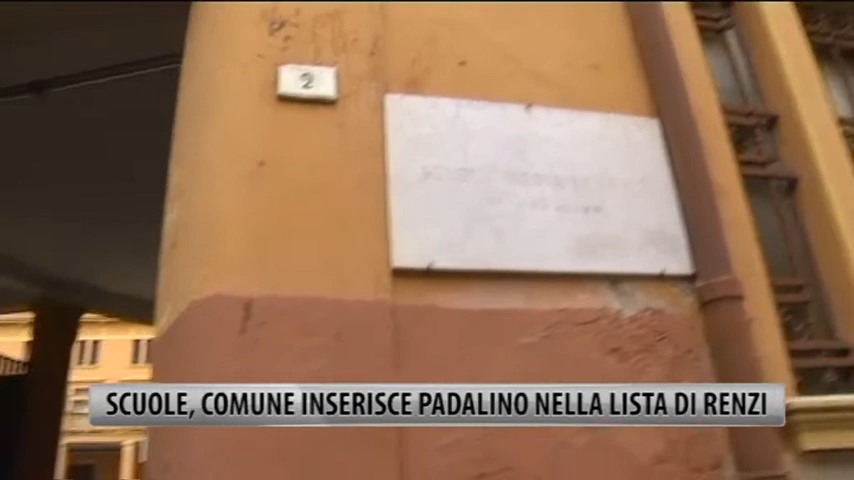 2
SCUOLE, COMUNE INSERISCE PADALINO NELLA LISTA DI RENZI